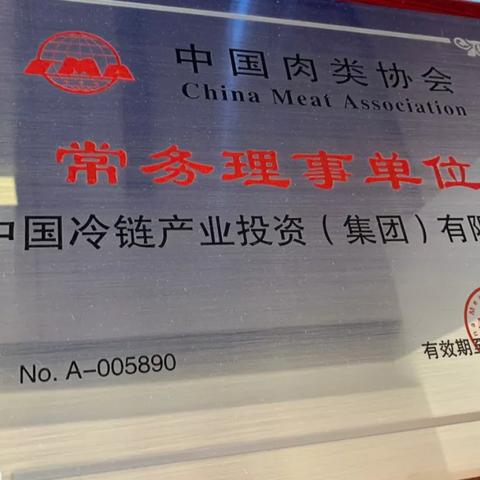 CMA
中国肉类协会
China Meat Association
常务理事单位
中国冷链产业投资（集团）有限
No. A-005890
有效期至